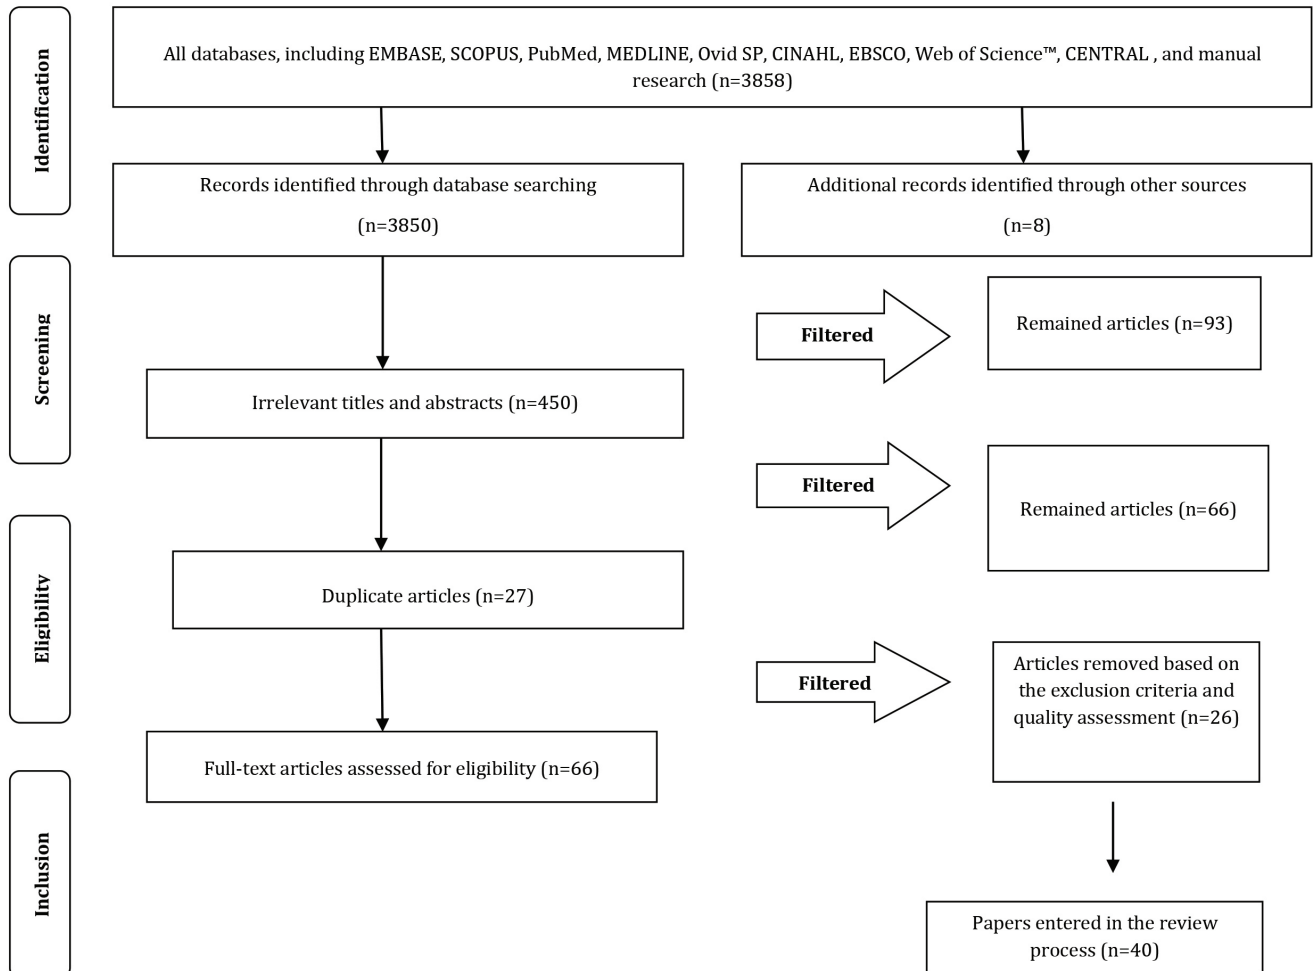 Identification
All databases, including EMBASE, SCOPUS, PubMed, MEDLINE, Ovid SP, CINAHL, EBSCO, Web of Science™, CENTRAL , and manual
research (n=3858)
Records identified through database searching
(n=3850)
Additional records identified through other sources
(n=8)
Screening
Filtered
Remained articles (n=93)
Irrelevant titles and abstracts (n=450)
Filtered
Remained articles (n=66)
Eligibility
Duplicate articles (n=27)
Filtered
Articles removed based on
the exclusion criteria and
quality assessment (n=26)
Full-text articles assessed for eligibility (n=66)
Inclusion
Papers entered in the review
process (n=40)